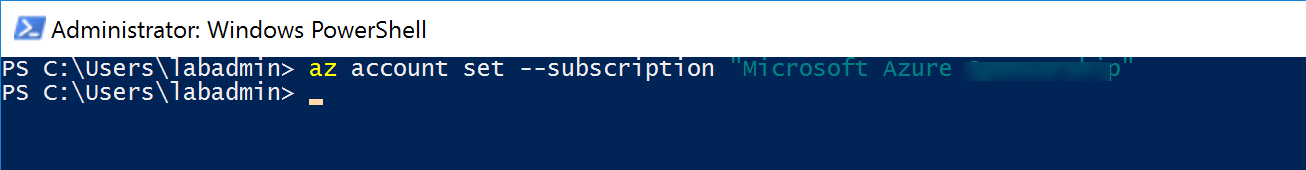 Administrator: Windows PowerShell
PS C:\Users\labadmin> az account set --subscription "Microsoft Azure
PS C:\Users\labadmin>